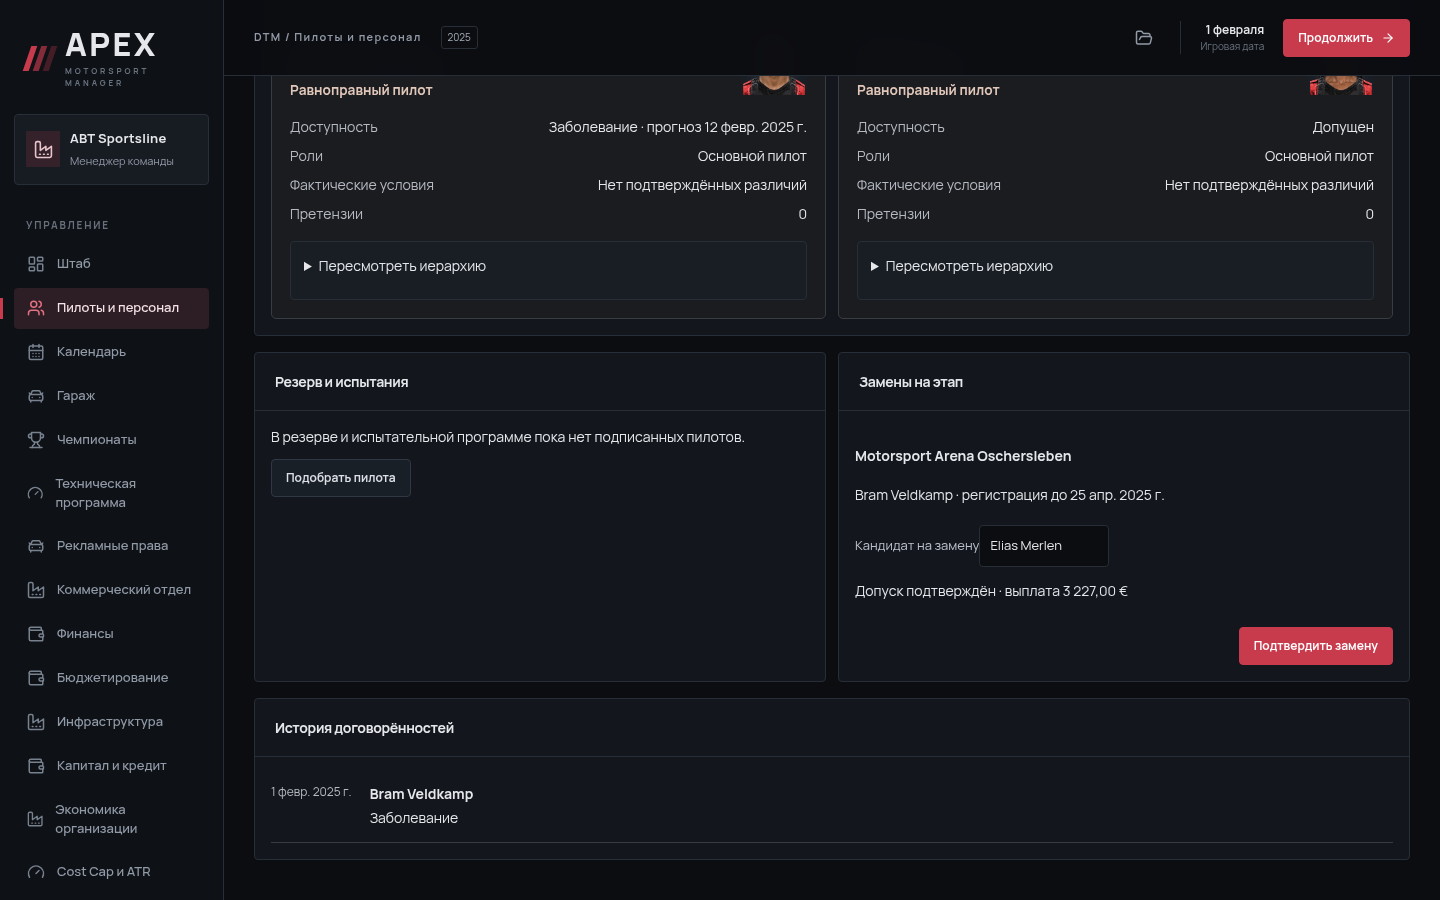 APEX
MOTORSPORT
MANAGER
DTM / Пилоты и персонал
2025
1 февраля
Игровая дата
Продолжить
ABT Sportsline
Менеджер команды
УПРАВЛЕНИЕ
Штаб
Пилоты и персонал
Календарь
Гараж
Чемпионаты
Техническая
программа
Рекламные права
Коммерческий отдел
Финансы
Бюджетирование
Инфраструктура
Капитал и кредит
Экономика
организации
Cost Cap и ATR
Равноправный пилот
Доступность
Заболевание · прогноз 12 февр. 2025 г.
Роли
Основной пилот
Фактические условия
Нет подтверждённых различий
Претензии
0
Пересмотреть иерархию
Равноправный пилот
Доступность
Допущен
Роли
Основной пилот
Фактические условия
Нет подтверждённых различий
Претензии
0
Пересмотреть иерархию
Резерв и испытания
В резерве и испытательной программе пока нет подписанных пилотов.
Подобрать пилота
Замены на этап
Motorsport Arena Oschersleben
Bram Veldkamp · регистрация до 25 апр. 2025 г.
Кандидат на замену
Elias Merlen
Допуск подтверждён · выплата 3 227,00 €
Подтвердить замену
История договорённостей
1 февр. 2025 г.
Bram Veldkamp
Заболевание